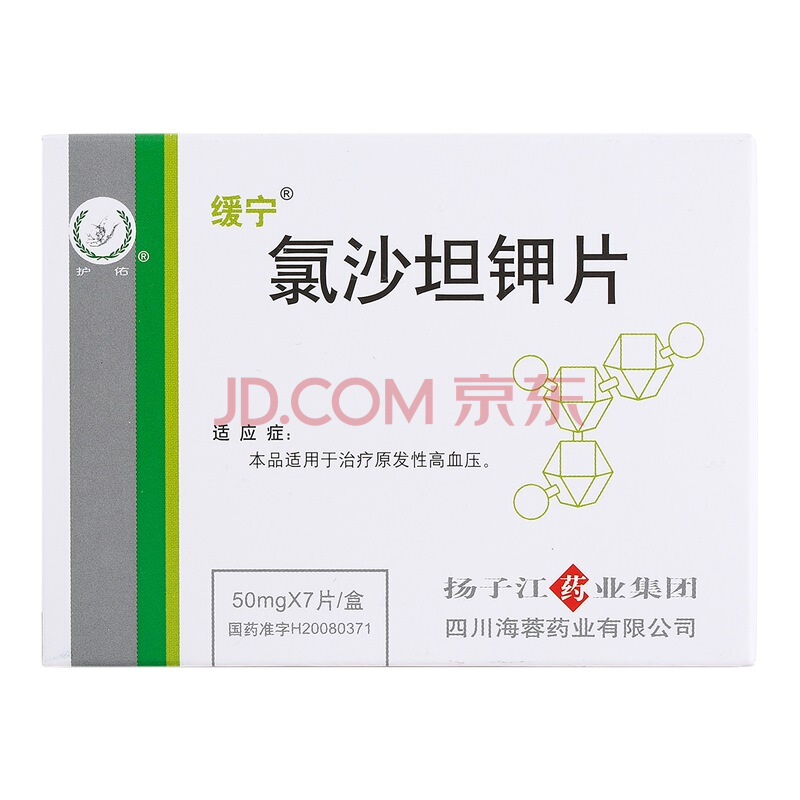 缓宁®
氯沙坦钾片
护佑®
JD.COM 京东
适应症：
本品适用于治疗原发性高血压。
50mgX7片/盒
国药准字H20080371
扬子江药业集团
四川海蓉药业有限公司